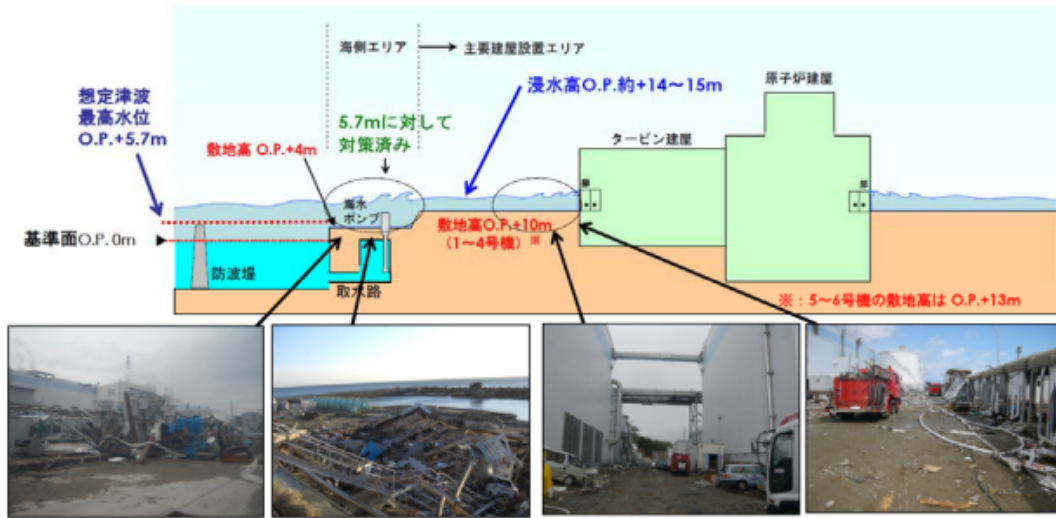 海側エリア
主要建屋設置エリア
想定津波
最高水位
O.P.+5.7m
5.7mに対して
対策済み
浸水高O.P.約+14～15m
原子炉建屋
タービン建屋
敷地高 O.P.+4m
海水
ポンプ
敷地高O.P.+10m
（1～4号機）※
基準面O.P. 0m
防波堤
取水路
※：5～6号機の敷地高は O.P.+13m